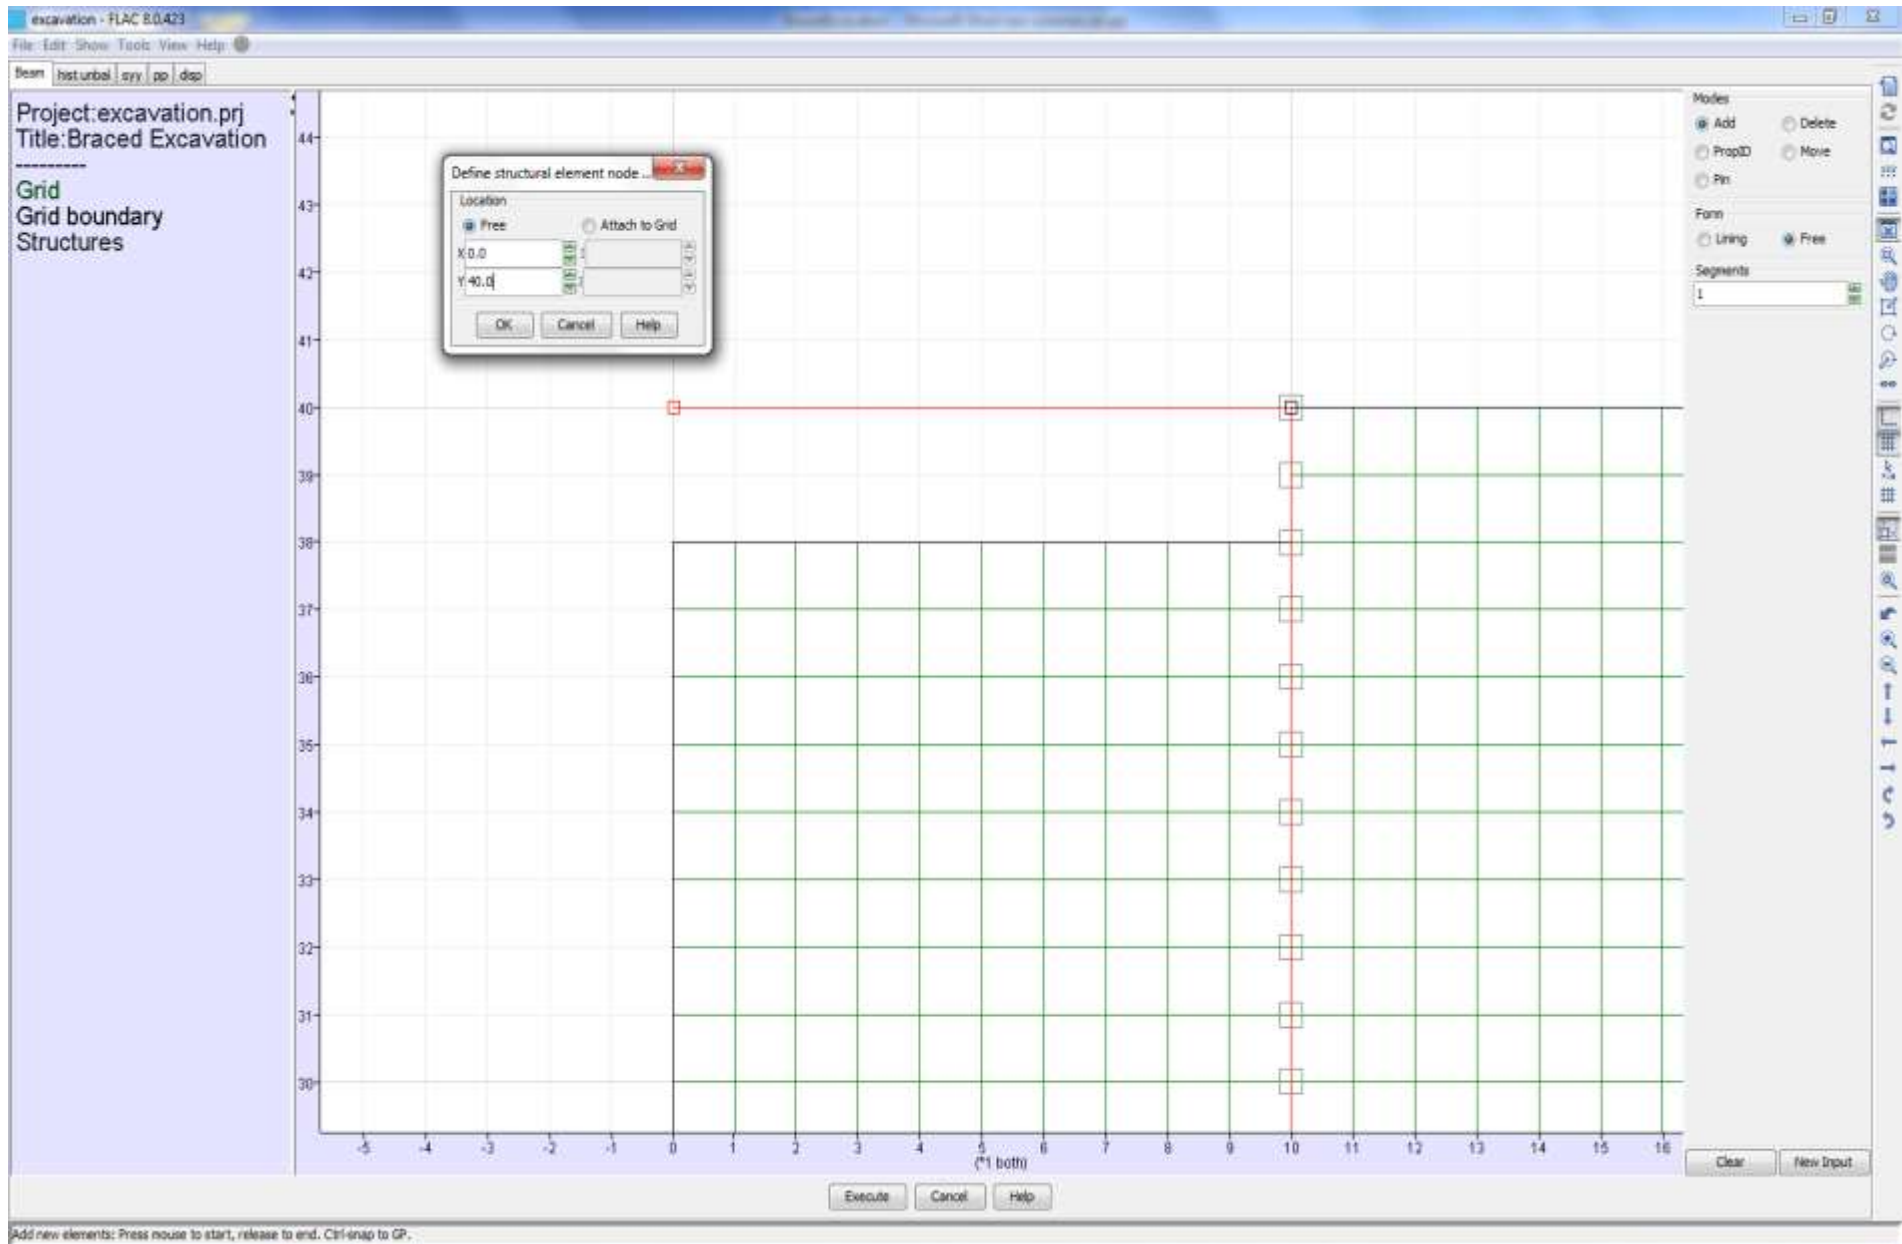 excavation - FLAC 8.0.423
File Edit Show Tools View Help
Beam hist:unbal syy pp disp
Project:excavation.prj
Title:Braced Excavation
---------
Grid
Grid boundary
Structures
Define structural element node ...
Location
Free Attach to Grid
X 0.0
Y 40.0
OK Cancel Help
44
43
42
41
40
39
38
37
36
35
34
33
32
31
30
-5 -4 -3 -2 -1 0 1 2 3 4 5 6 7 8 9 10 11 12 13 14 15 16
(*1 both)
Modes
Add Delete
PropID Move
Pin
Form
Lining Free
Segments
1
Clear New Input
Execute Cancel Help
Add new elements: Press mouse to start, release to end. Ctrl-snap to GP.